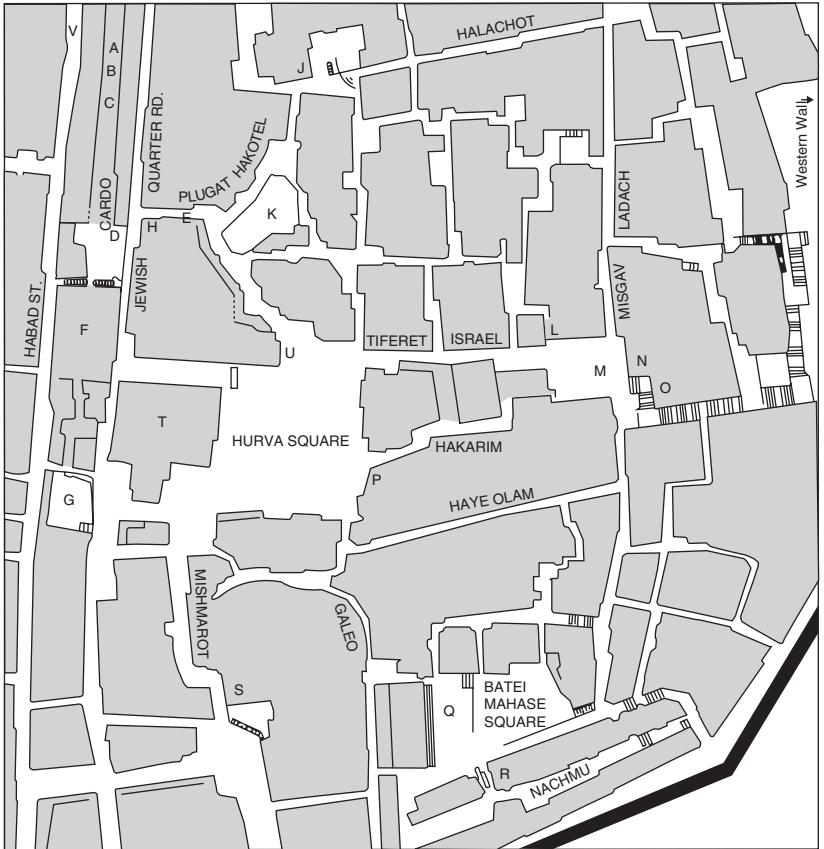 V
A
B
C
J
HALACHOT
Western Wall
QUARTER RD.
PLUGAT HAKOTEL
CARDO
D
H
E
K
LADACH
HABAD ST.
JEWISH
MISGAV
F
U
TIFERET
ISRAEL
L
M
N
O
T
HURVA SQUARE
HAKARIM
P
G
HAYE OLAM
MISHMAROT
GALEO
S
Q
BATEI
MAHASE
SQUARE
R
NACHMU